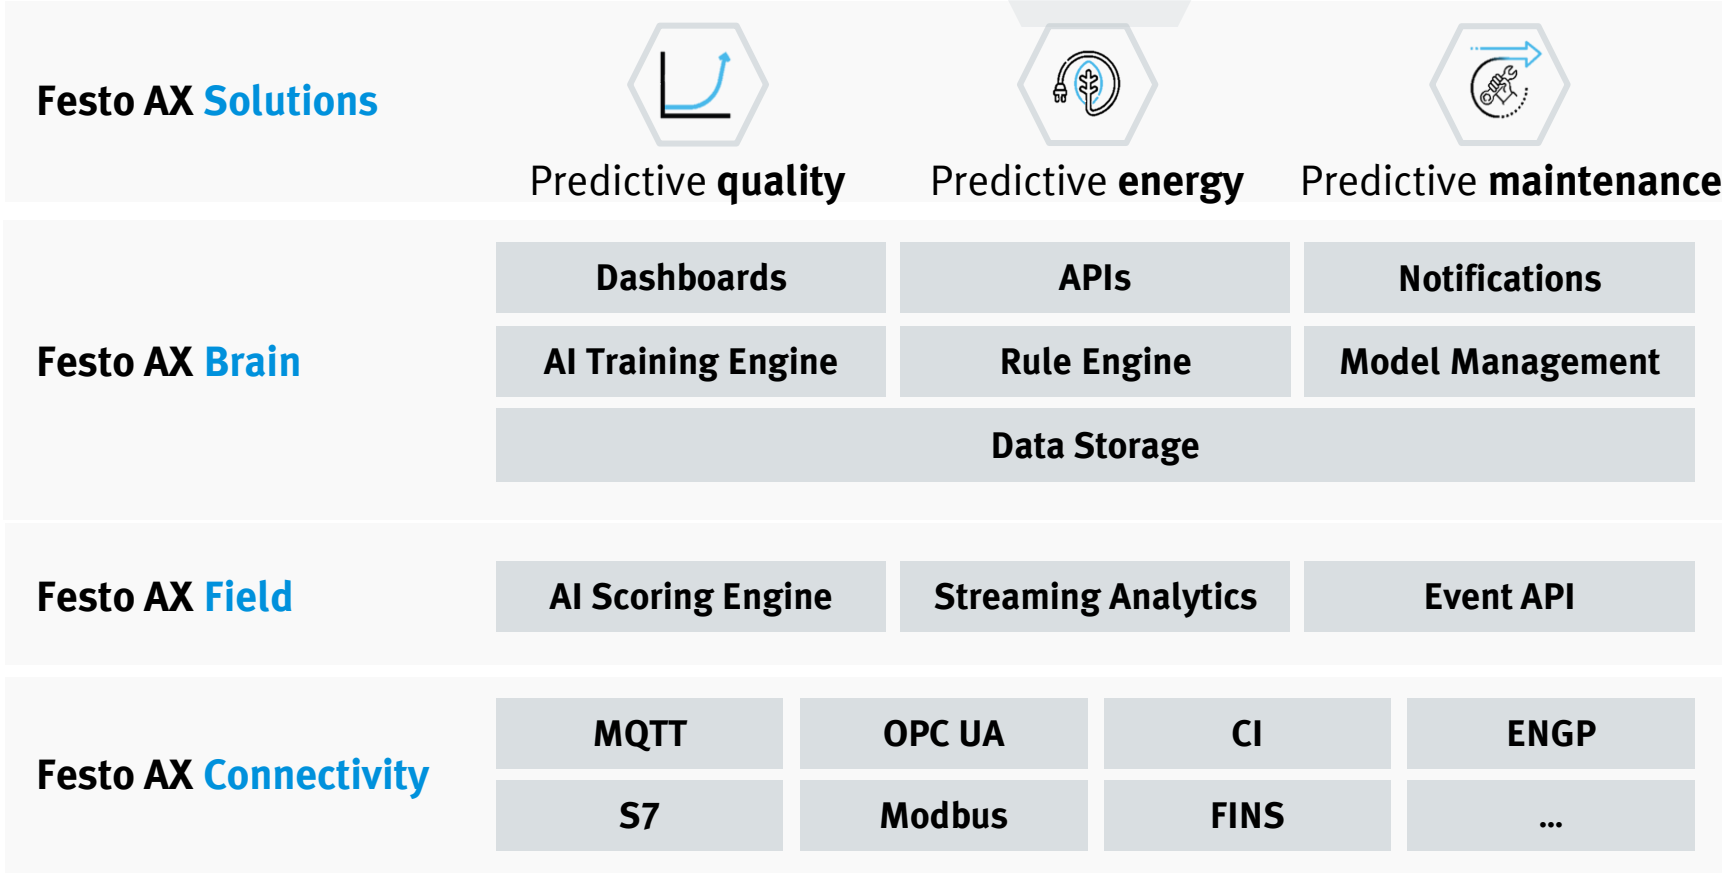 Festo AX Solutions
Predictive quality
Predictive energy
Predictive maintenance
Festo AX Brain
Dashboards
APIs
Notifications
AI Training Engine
Rule Engine
Model Management
Data Storage
Festo AX Field
AI Scoring Engine
Streaming Analytics
Event API
Festo AX Connectivity
MQTT
OPC UA
CI
ENGP
S7
Modbus
FINS
...